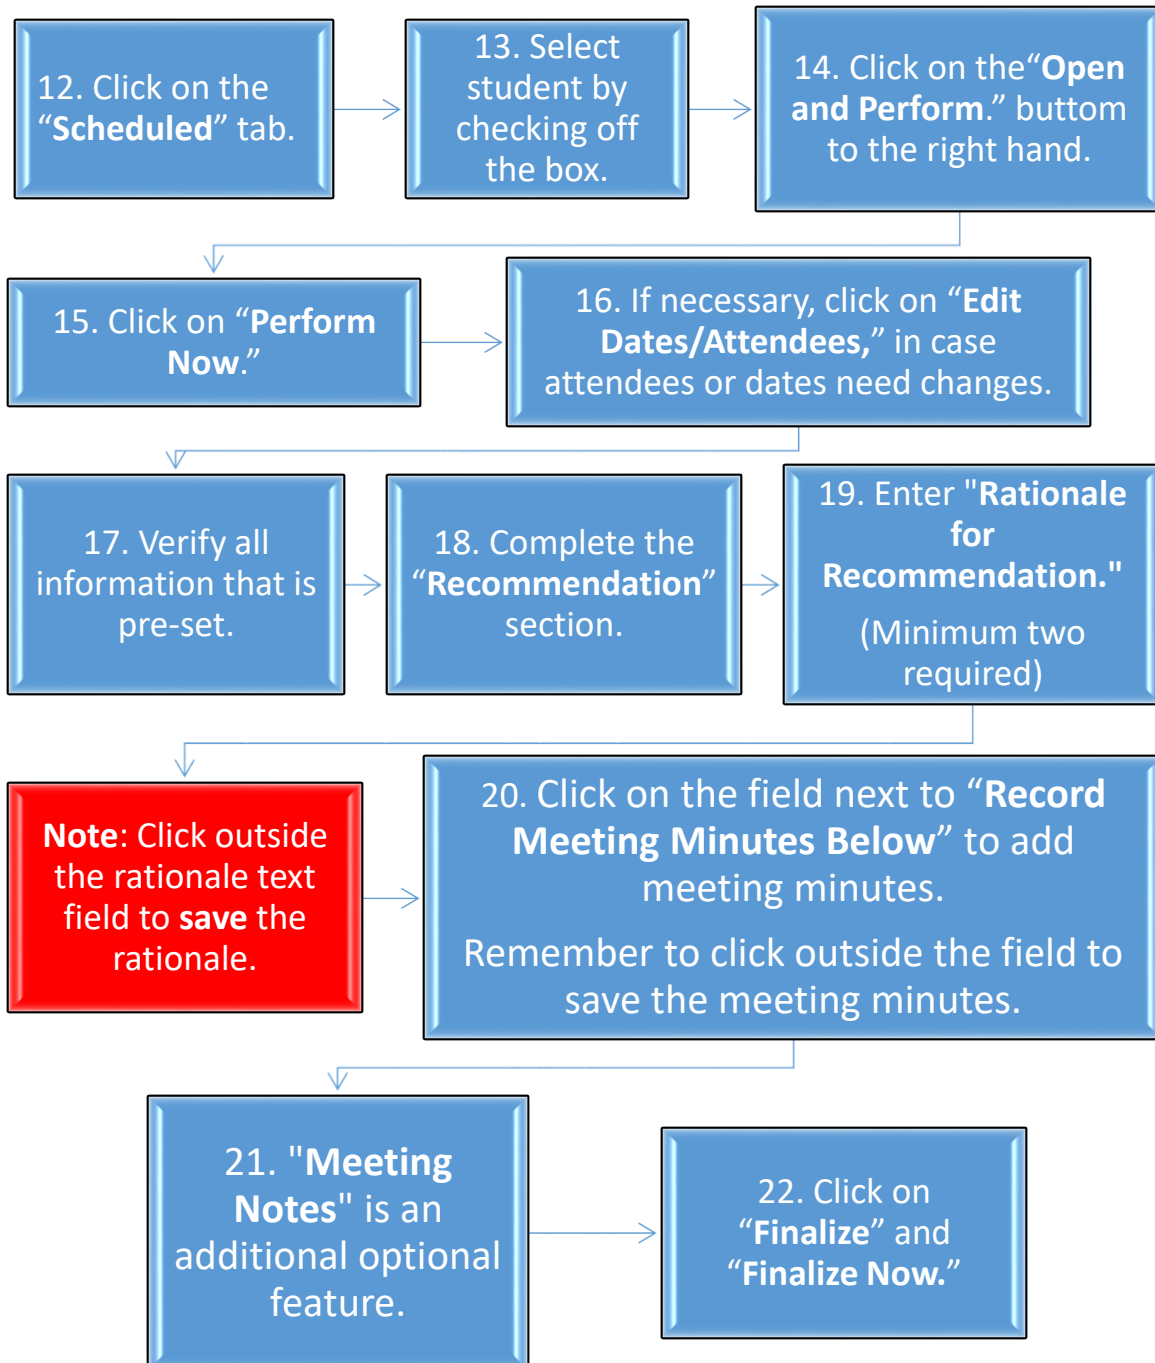 12. Click on the
“Scheduled” tab.
13. Select
student by
checking off
the box.
14. Click on the“Open
and Perform.” buttom
to the right hand.
15. Click on “Perform
Now.”
16. If necessary, click on “Edit
Dates/Attendees,” in case
attendees or dates need changes.
17. Verify all
information that is
pre-set.
18. Complete the
“Recommendation”
section.
19. Enter "Rationale
for
Recommendation."
(Minimum two
required)
Note: Click outside
the rationale text
field to save the
rationale.
20. Click on the field next to “Record
Meeting Minutes Below” to add
meeting minutes.
Remember to click outside the field to
save the meeting minutes.
21. "Meeting
Notes" is an
additional optional
feature.
22. Click on
“Finalize” and
“Finalize Now.”